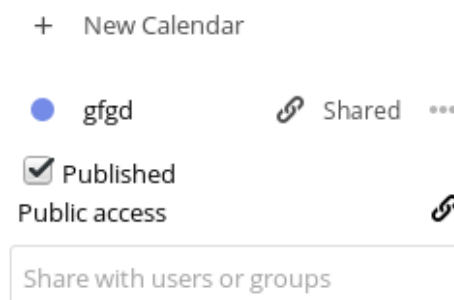 + New Calendar
gfgd Shared •••
Published
Public access
Share with users or groups